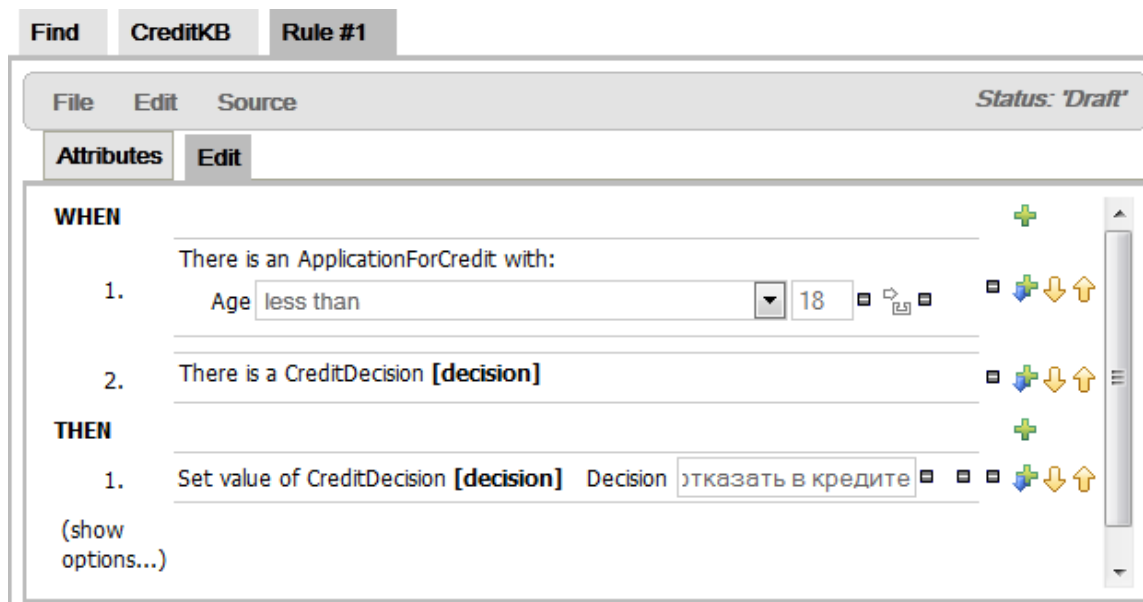 Find CreditKB Rule #1
File Edit Source Status: 'Draft'
Attributes Edit
WHEN
There is an ApplicationForCredit with:
1.
Age less than 18
2. There is a CreditDecision [decision]
THEN
1. Set value of CreditDecision [decision] Decision отказать в кредите
(show
options...)